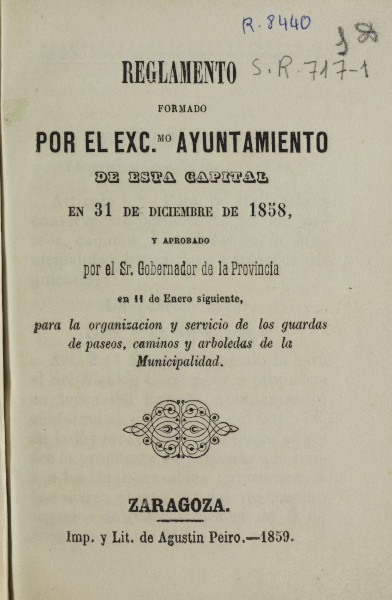 R. 8440
S.R. 717-1
REGLAMENTO
FORMADO
POR EL EXC.MO AYUNTAMIENTO
DE ESTA CAPITAL
EN 31 DE DICIEMBRE DE 1858,
Y APROBADO
por el Sr. Gobernador de la Provincia
en 11 de Enero siguiente,
para la organizacion y servicio de los guardas
de paseos, caminos y arboledas de la
Municipalidad.
ZARAGOZA.
Imp. y Lit. de Agustin Peiro.—1859.